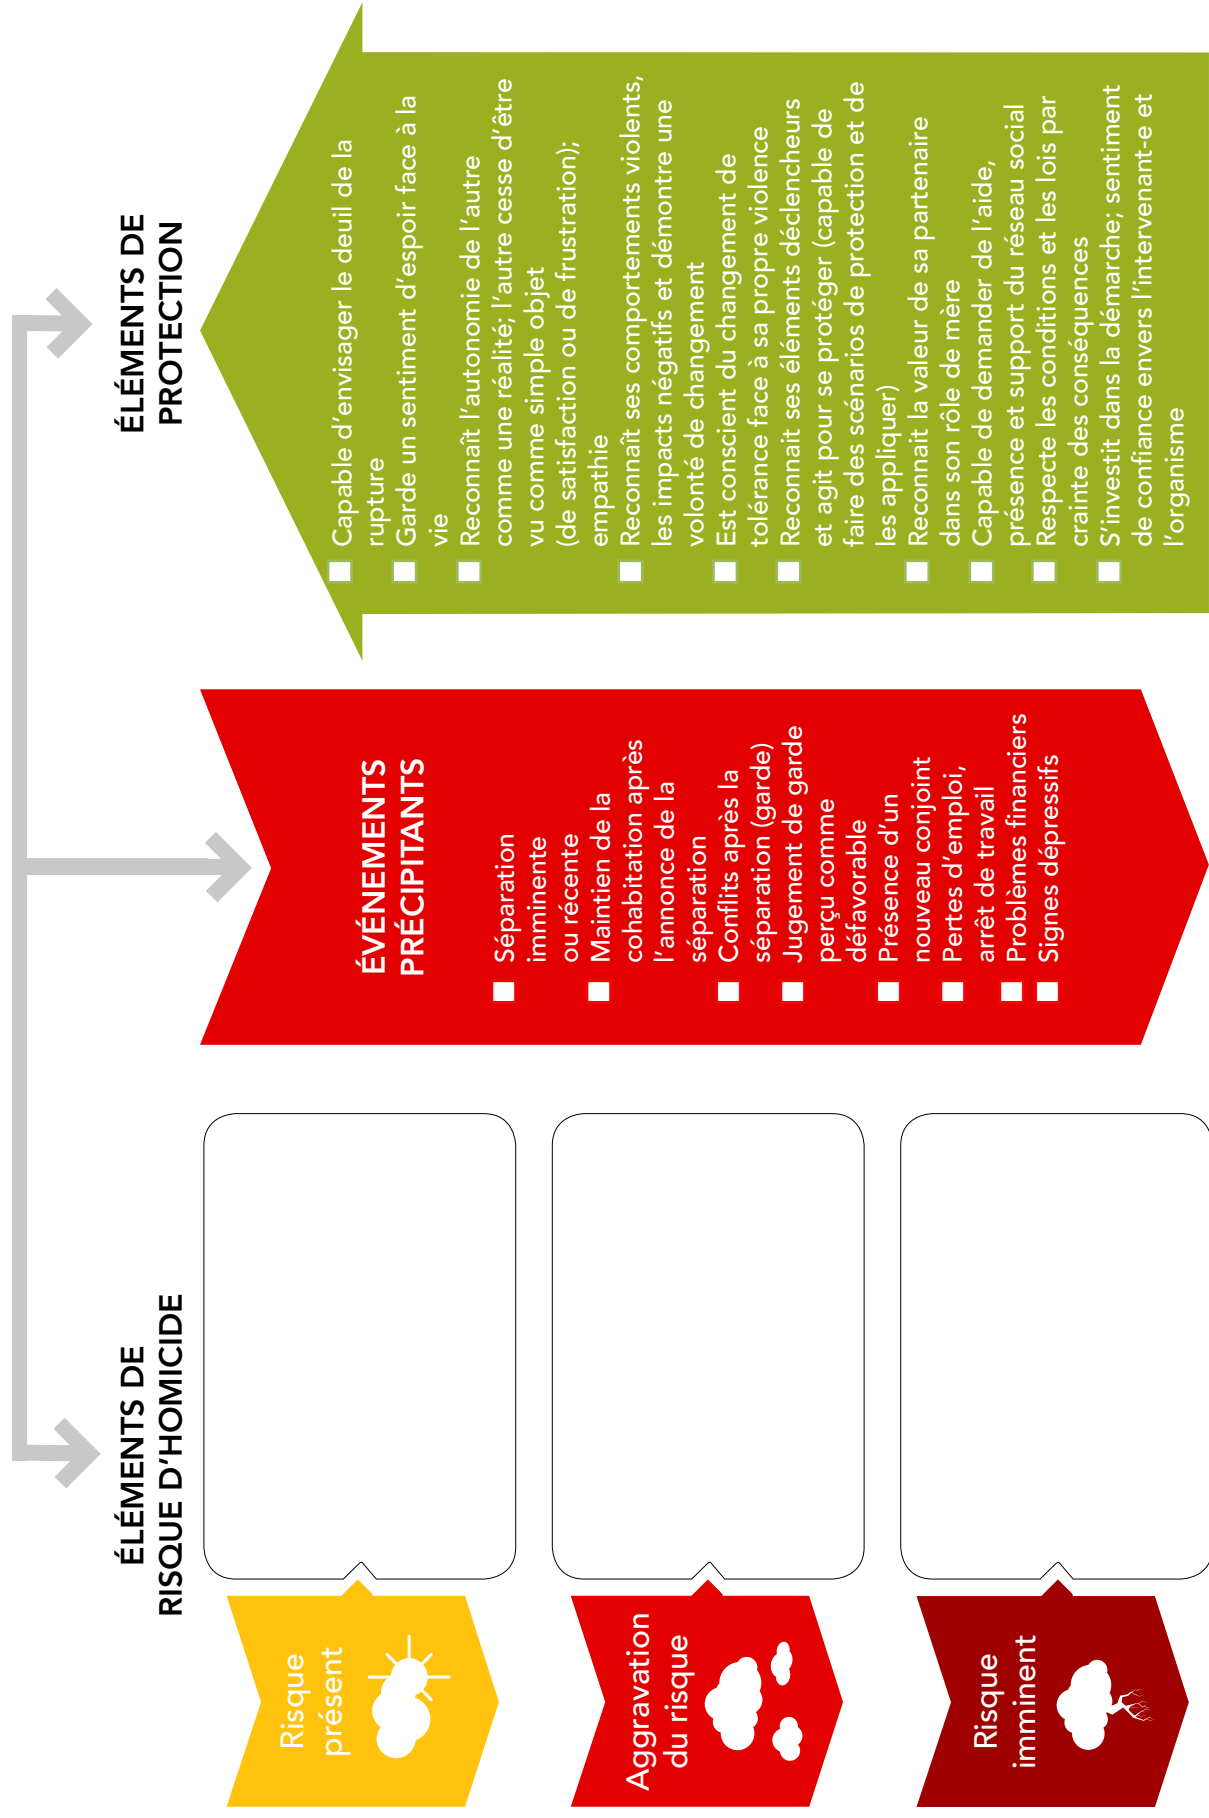 ÉLÉMENTS DE
RISQUE D'HOMICIDE
Risque
présent
Aggravation
du risque
Risque
imminent
ÉVÉNEMENTS
PRÉCIPITANTS
Séparation
imminente
ou récente
Maintien de la
cohabitation après
l'annonce de la
séparation
Conflits après la
séparation (garde)
Jugement de garde
perçu comme
défavorable
Présence d'un
nouveau conjoint
Pertes d'emploi,
arrêt de travail
Problèmes financiers
Signes dépressifs
ÉLÉMENTS DE
PROTECTION
Capable d'envisager le deuil de la
rupture
Garde un sentiment d'espoir face à la
vie
Reconnaît l'autonomie de l'autre
comme une réalité; l'autre cesse d'être
vu comme simple objet
(de satisfaction ou de frustration);
empathie
Reconnaît ses comportements violents,
les impacts négatifs et démontre une
volonté de changement
Est conscient du changement de
tolérance face à sa propre violence
Reconnait ses éléments déclencheurs
et agit pour se protéger (capable de
faire des scénarios de protection et de
les appliquer)
Reconnait la valeur de sa partenaire
dans son rôle de mère
Capable de demander de l'aide,
présence et support du réseau social
Respecte les conditions et les lois par
crainte des conséquences
S'investit dans la démarche; sentiment
de confiance envers l'intervenant-e et
l'organisme